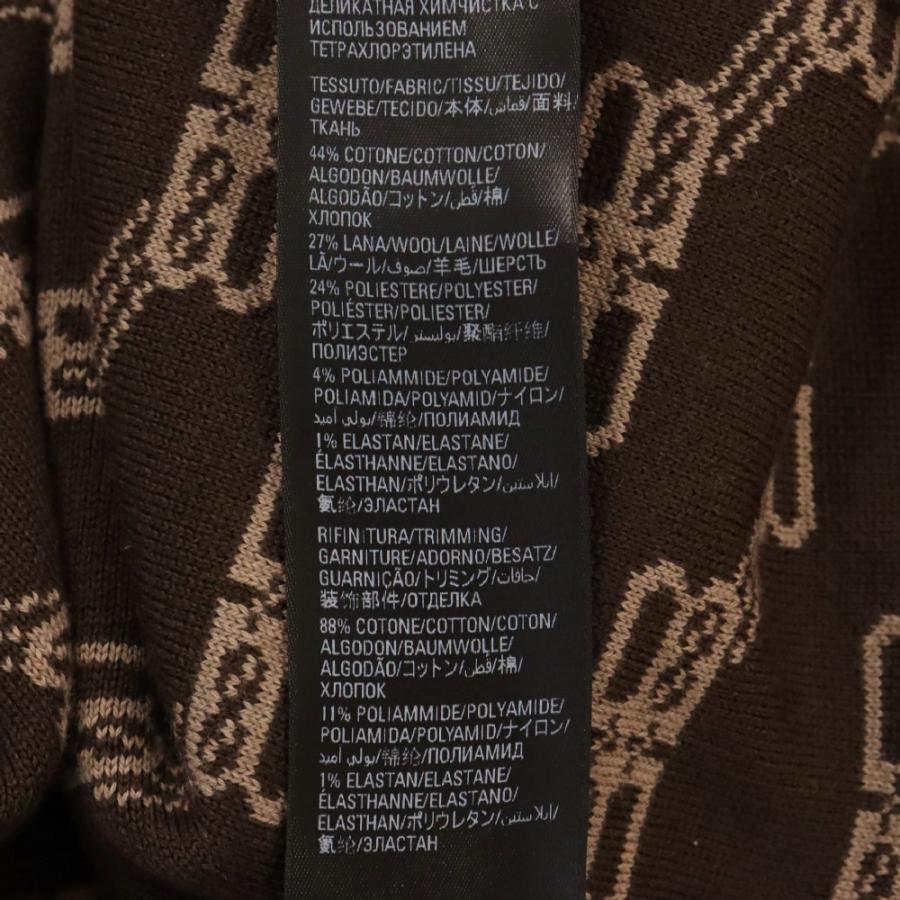 ДЕЛИКАТНАЯ ХИМЧИСТКА С
ИСПОЛЬЗОВАНИЕМ
ТЕТРАХЛОРЭТИЛЕНА
TESSUTO/FABRIC/TISSU/TEJIDO/
GEWEBE/TECIDO/本体/قماش/面料/
ТКАНЬ
44% COTONE/COTTON/COTON/
ALGODON/BAUMWOLLE/
ALGODÃO/コットン/قطن/棉/
ХЛОПОК
27% LANA/WOOL/LAINE/WOLLE/
LÃ/ウール/صوف/羊毛/ШЕРСТЬ
24% POLIESTERE/POLYESTER/
POLIÉSTER/POLIESTER/
ポリエステル/بوليستر/聚酯纤维/
ПОЛИЭСТЕР
4% POLIAMMIDE/POLYAMIDE/
POLIAMIDA/POLYAMID/ナイロン/
بولي أميد/锦纶/ПОЛИАМИД
1% ELASTAN/ELASTANE/
ÉLASTHANNE/ELASTANO/
ELASTHAN/ポリウレタン/إيلاستين/
氨纶/ЭЛАСТАН
RIFINITURA/TRIMMING/
GARNITURE/ADORNO/BESATZ/
GUARNIÇÃO/トリミング/حافات/
装饰部件/ОТДЕЛКА
88% COTONE/COTTON/COTON/
ALGODON/BAUMWOLLE/
ALGODÃO/コットン/قطن/棉/
ХЛОПОК
11% POLIAMMIDE/POLYAMIDE/
POLIAMIDA/POLYAMID/ナイロン/
بولي أميد/锦纶/ПОЛИАМИД
1% ELASTAN/ELASTANE/
ÉLASTHANNE/ELASTANO/
ELASTHAN/ポリウレタン/إيلاستين/
氨纶/ЭЛАСТАН